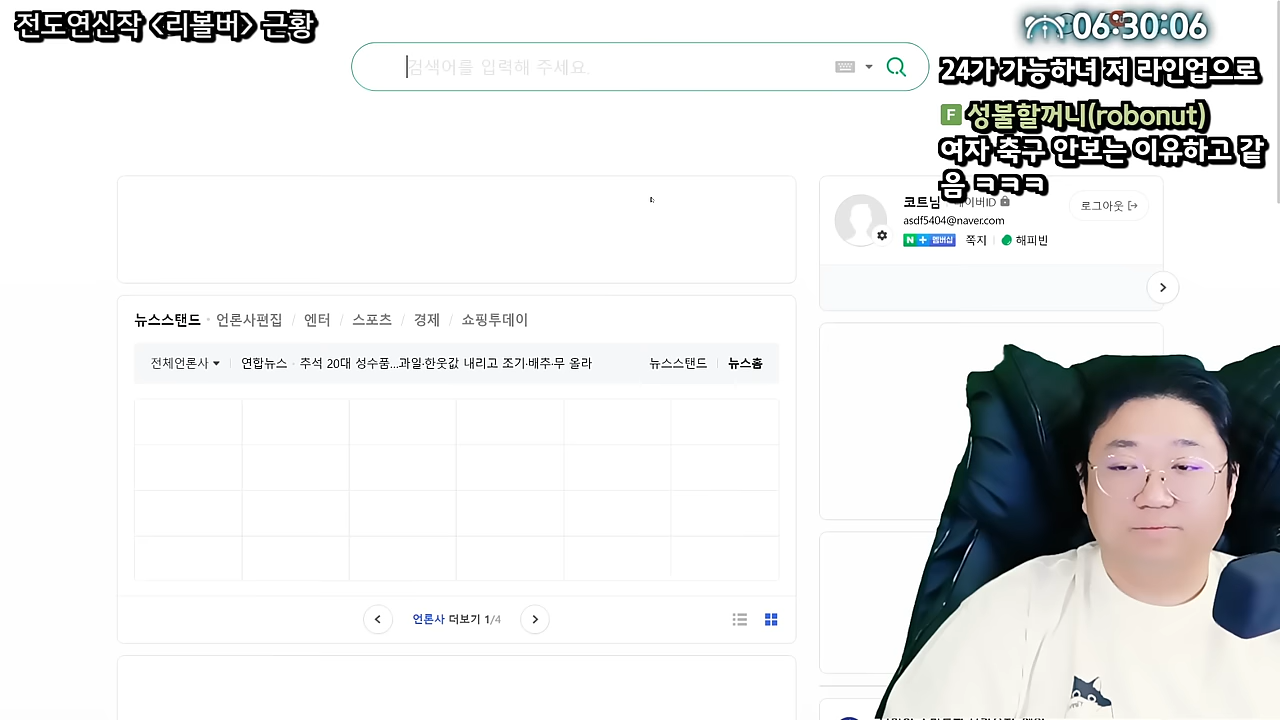 전도연신작 <리볼버> 근황
06:30:06
검색어를 입력해 주세요.
24가 가능하녀 저 라인업으로
F 성불할꺼니(robonut)
여자 축구 안보는 이유하고 같
음 ㅋㅋㅋ
코트님
로그아웃
asdf5404@naver.com
N + 멤버십 쪽지 해피빈
뉴스스탠드 · 언론사편집 / 엔터 / 스포츠 / 경제 / 쇼핑투데이
전체언론사 연합뉴스 · 추석 20대 성수품...과일·한웃값 내리고 조기·배추·무 올라 뉴스스탠드 뉴스홈
언론사 더보기 1/4